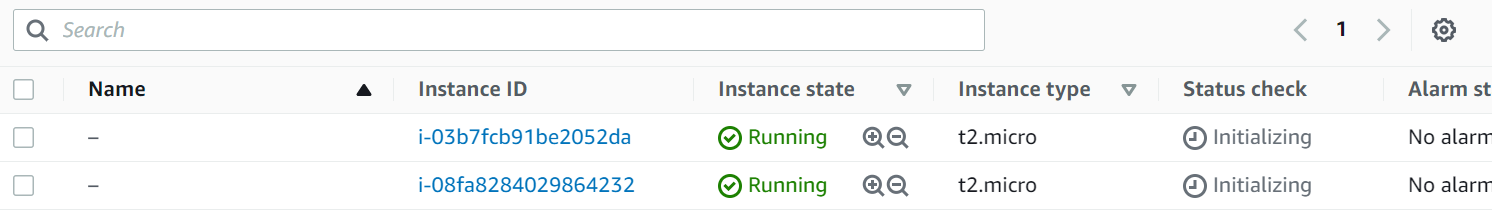 Search
1
Name Instance ID Instance state Instance type Status check Alarm st
– i-03b7fcb91be2052da Running t2.micro Initializing No alarm
– i-08fa8284029864232 Running t2.micro Initializing No alarm